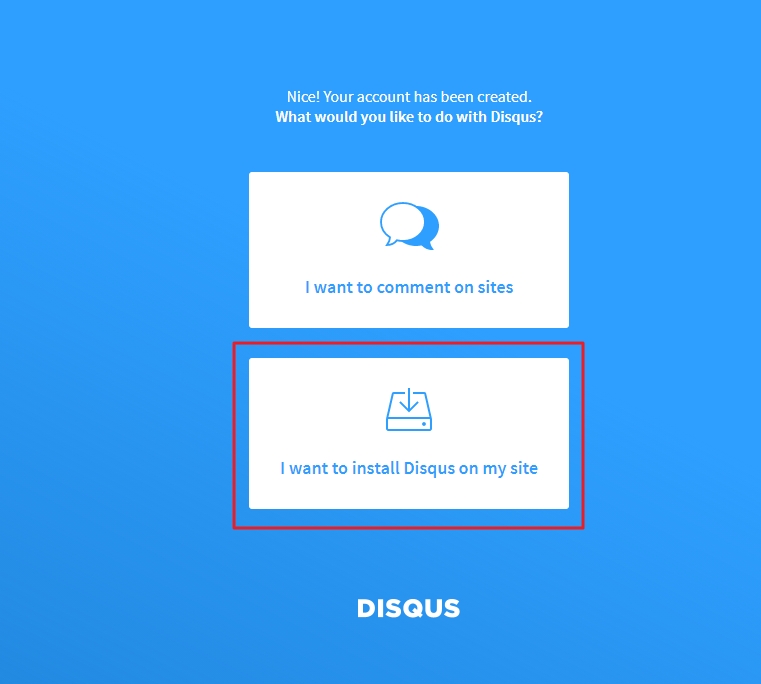 Nice! Your account has been created.
What would you like to do with Disqus?
I want to comment on sites
I want to install Disqus on my site
DISQUS